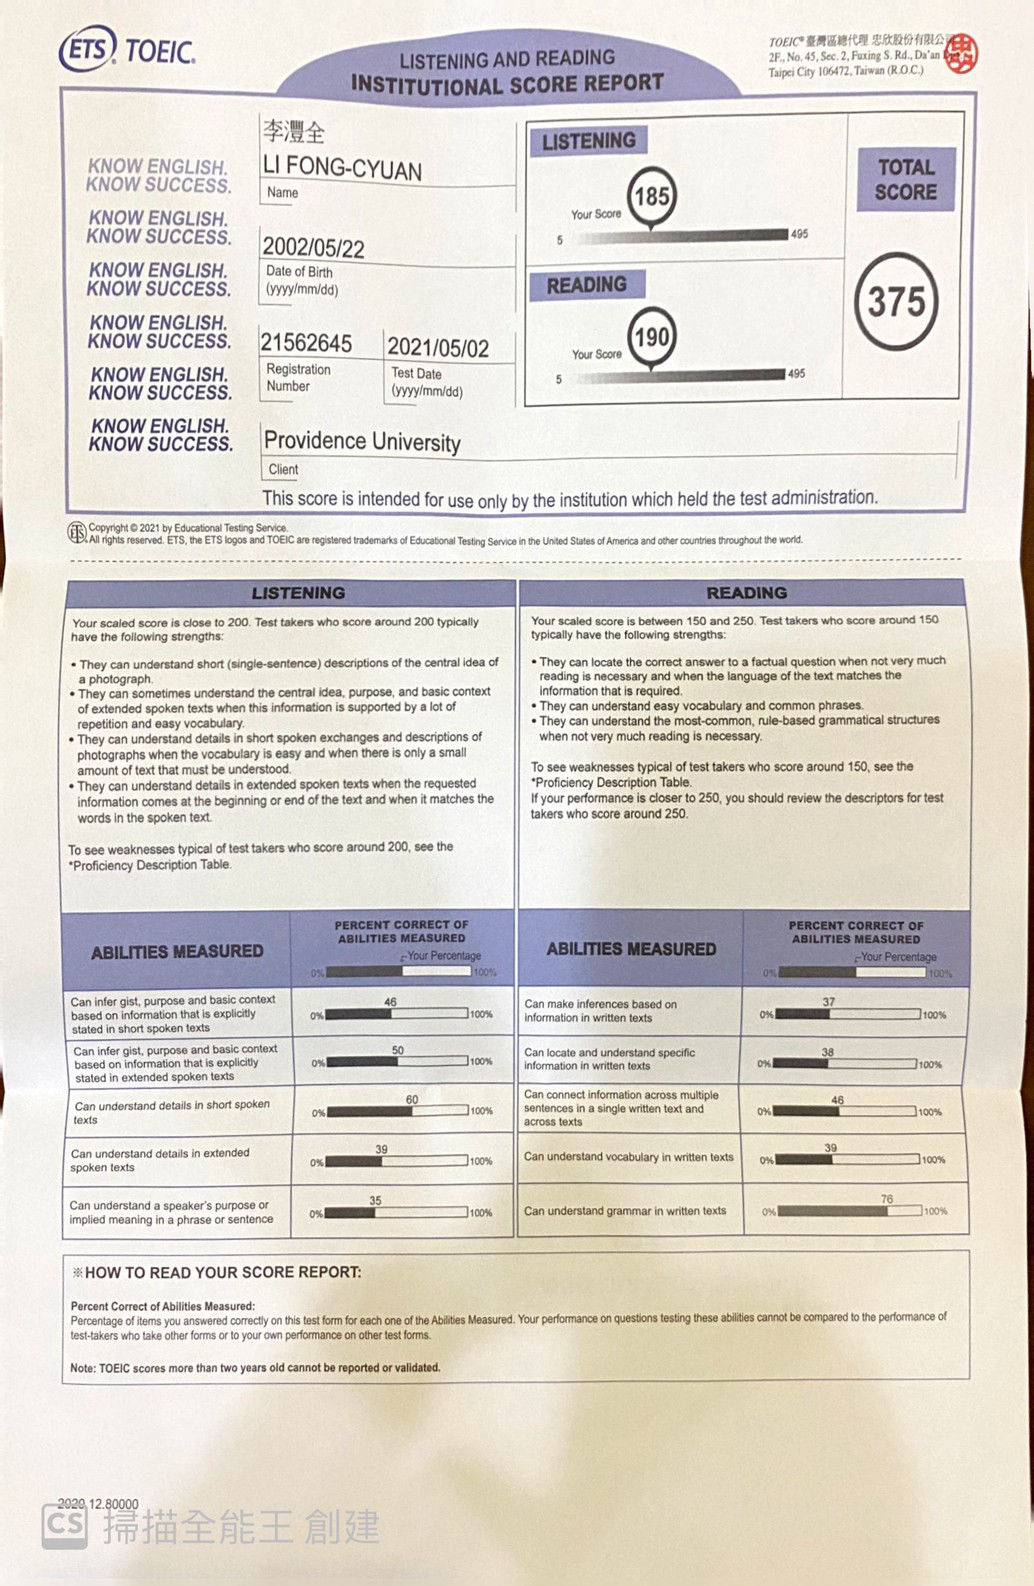 ETS TOEIC.
LISTENING AND READING
INSTITUTIONAL SCORE REPORT
TOEIC® 臺灣區總代理 忠欣股份有限公
2F., No. 45, Sec. 2, Fuxing S. Rd., Da'an
Taipei City 106472, Taiwan (R.O.C.)
KNOW ENGLISH.
KNOW SUCCESS.
KNOW ENGLISH.
KNOW SUCCESS.
KNOW ENGLISH.
KNOW SUCCESS.
KNOW ENGLISH.
KNOW SUCCESS.
KNOW ENGLISH.
KNOW SUCCESS.
KNOW ENGLISH.
KNOW SUCCESS.
李灃全
LI FONG-CYUAN
Name
2002/05/22
Date of Birth
(yyyy/mm/dd)
21562645
Registration
Number
2021/05/02
Test Date
(yyyy/mm/dd)
Providence University
Client
LISTENING
Your Score
185
5
495
READING
Your Score
190
5
495
TOTAL
SCORE
375
This score is intended for use only by the institution which held the test administration.
ETS Copyright © 2021 by Educational Testing Service.
All rights reserved. ETS, the ETS logos and TOEIC are registered trademarks of Educational Testing Service in the United States of America and other countries throughout the world.
LISTENING
Your scaled score is close to 200. Test takers who score around 200 typically
have the following strengths:
• They can understand short (single-sentence) descriptions of the central idea of
a photograph.
• They can sometimes understand the central idea, purpose, and basic context
of extended spoken texts when this information is supported by a lot of
repetition and easy vocabulary.
• They can understand details in short spoken exchanges and descriptions of
photographs when the vocabulary is easy and when there is only a small
amount of text that must be understood.
• They can understand details in extended spoken texts when the requested
information comes at the beginning or end of the text and when it matches the
words in the spoken text.
To see weaknesses typical of test takers who score around 200, see the
*Proficiency Description Table.
READING
Your scaled score is between 150 and 250. Test takers who score around 150
typically have the following strengths:
• They can locate the correct answer to a factual question when not very much
reading is necessary and when the language of the text matches the
information that is required.
• They can understand easy vocabulary and common phrases.
• They can understand the most-common, rule-based grammatical structures
when not very much reading is necessary.
To see weaknesses typical of test takers who score around 150, see the
*Proficiency Description Table.
If your performance is closer to 250, you should review the descriptors for test
takers who score around 250.
ABILITIES MEASURED
PERCENT CORRECT OF
ABILITIES MEASURED
Your Percentage
0% 100%
Can infer gist, purpose and basic context
based on information that is explicitly
stated in short spoken texts
46
0% 100%
Can infer gist, purpose and basic context
based on information that is explicitly
stated in extended spoken texts
50
0% 100%
Can understand details in short spoken
texts
60
0% 100%
Can understand details in extended
spoken texts
39
0% 100%
Can understand a speaker's purpose or
implied meaning in a phrase or sentence
35
0% 100%
ABILITIES MEASURED
PERCENT CORRECT OF
ABILITIES MEASURED
Your Percentage
0% 100%
Can make inferences based on
information in written texts
37
0% 100%
Can locate and understand specific
information in written texts
38
0% 100%
Can connect information across multiple
sentences in a single written text and
across texts
46
0% 100%
Can understand vocabulary in written texts
39
0% 100%
Can understand grammar in written texts
76
0% 100%
※HOW TO READ YOUR SCORE REPORT:
Percent Correct of Abilities Measured:
Percentage of items you answered correctly on this test form for each one of the Abilities Measured. Your performance on questions testing these abilities cannot be compared to the performance of
test-takers who take other forms or to your own performance on other test forms.
Note: TOEIC scores more than two years old cannot be reported or validated.
2020.12.80000
CS 掃描全能王 創建